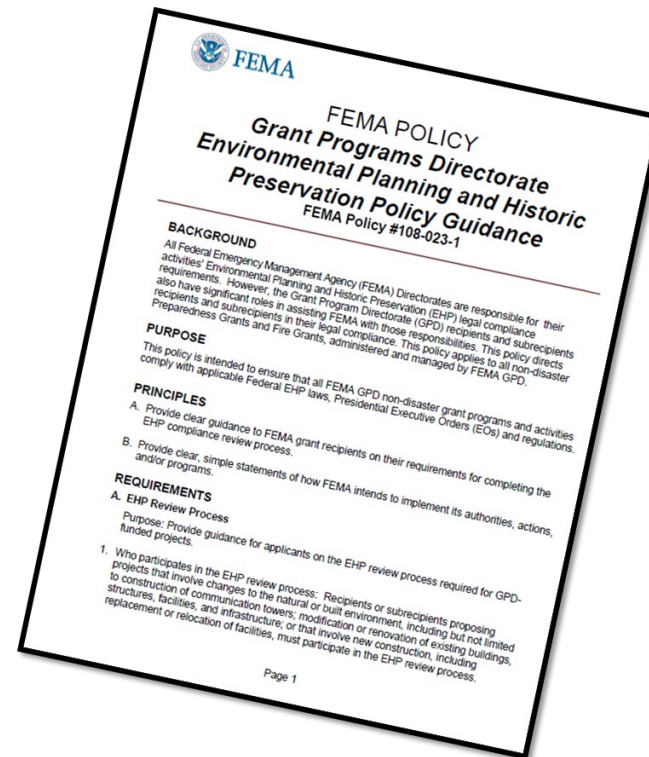 FEMA
FEMA POLICY
Grant Programs Directorate
Environmental Planning and Historic
Preservation Policy Guidance
FEMA Policy #108-023-1
BACKGROUND
All Federal Emergency Management Agency (FEMA) Directorates are responsible for their
activities' Environmental Planning and Historic Preservation (EHP) legal compliance
requirements. However, the Grant Program Directorate (GPD) recipients and subrecipients
also have significant roles in assisting FEMA with those responsibilities. This policy directs
recipients and subrecipients in their legal compliance. This policy applies to all non-disaster
Preparedness Grants and Fire Grants, administered and managed by FEMA GPD.
PURPOSE
This policy is intended to ensure that all FEMA GPD non-disaster grant programs and activities
comply with applicable Federal EHP laws, Presidential Executive Orders (EOs) and regulations.
PRINCIPLES
A. Provide clear guidance to FEMA grant recipients on their requirements for completing the
EHP compliance review process.
B. Provide clear, simple statements of how FEMA intends to implement its authorities, actions,
and/or programs.
REQUIREMENTS
A. EHP Review Process
Purpose: Provide guidance for applicants on the EHP review process required for GPD-
funded projects.
1. Who participates in the EHP review process: Recipients or subrecipients proposing
projects that involve changes to the natural or built environment, including but not limited
to construction of communication towers; modification or renovation of existing buildings,
structures, facilities, and infrastructure; or that involve new construction, including
replacement or relocation of facilities, must participate in the EHP review process.
Page 1